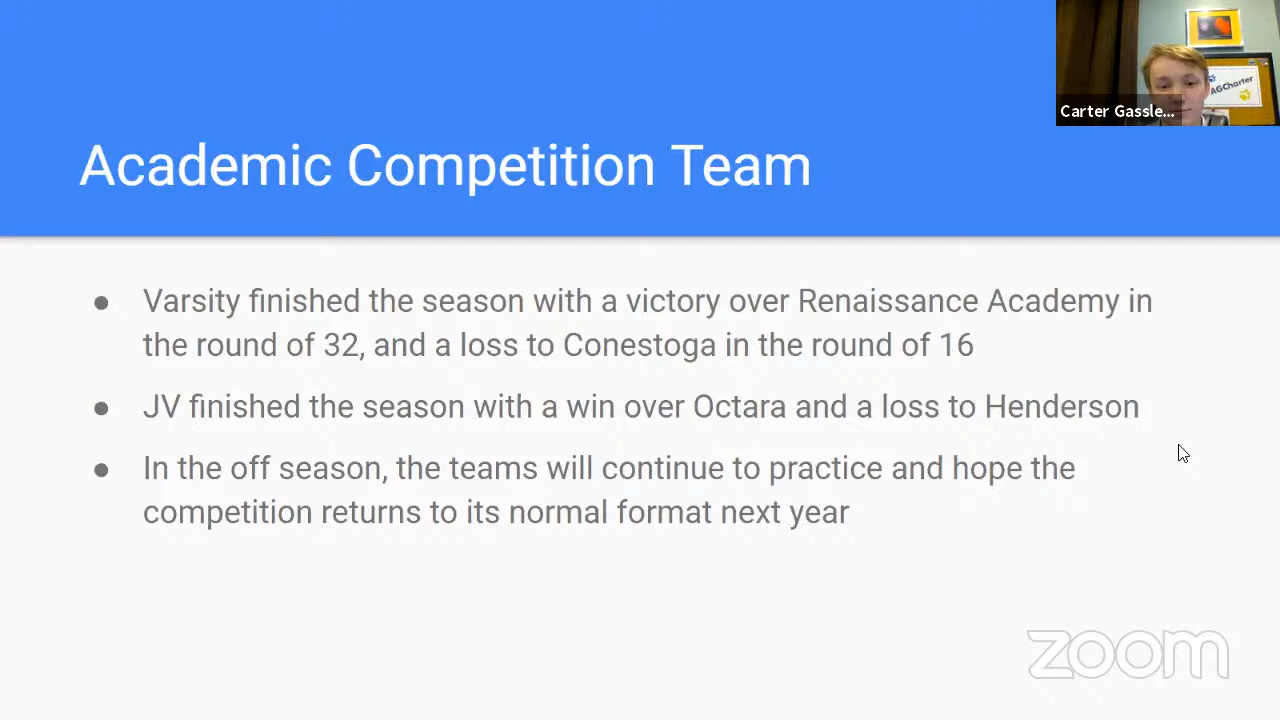 AGCharter
Carter Gassle...
Academic Competition Team
● Varsity finished the season with a victory over Renaissance Academy in
the round of 32, and a loss to Conestoga in the round of 16
● JV finished the season with a win over Octara and a loss to Henderson
● In the off season, the teams will continue to practice and hope the
competition returns to its normal format next year
zoom